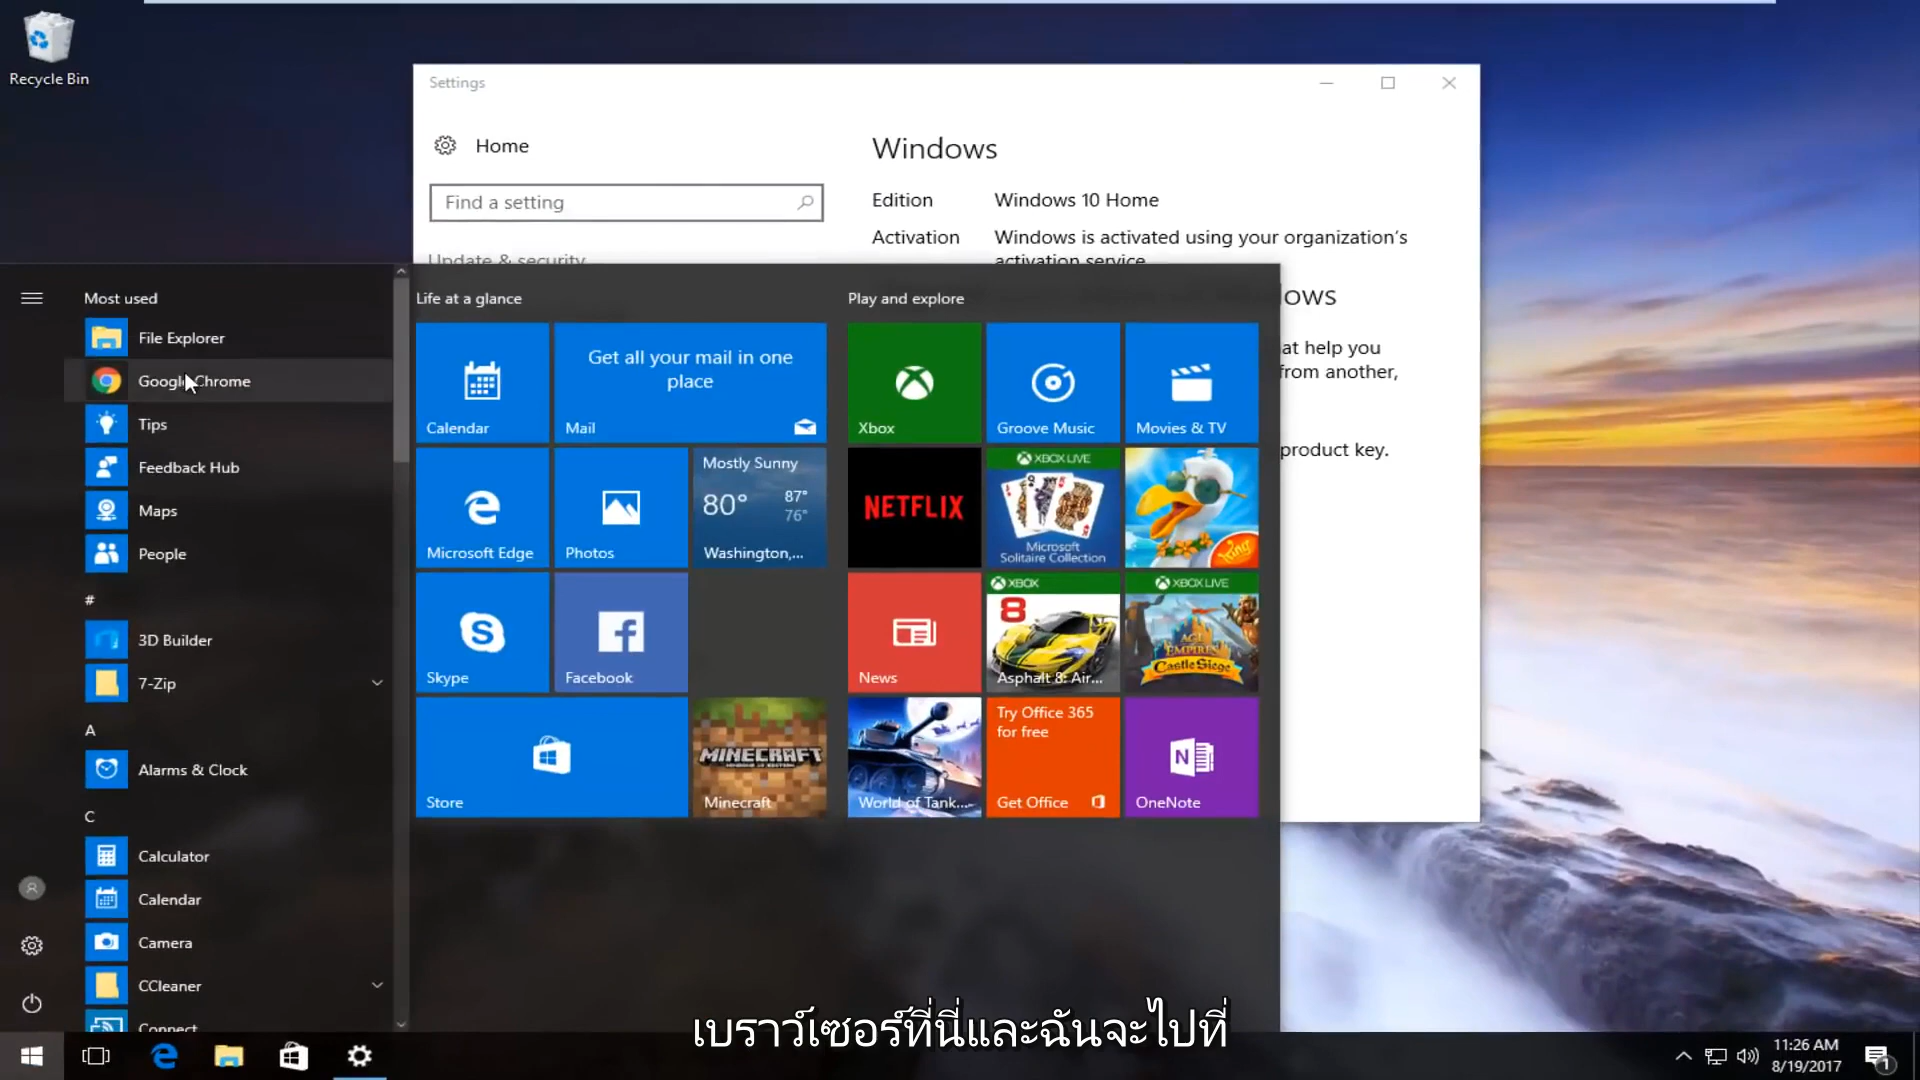 Recycle Bin
Settings
Home
Find a setting
Update & security
Windows
Edition Windows 10 Home
Activation Windows is activated using your organization's
activation service
ows
at help you
from another,
product key.
Most used
File Explorer
Google Chrome
Tips
Feedback Hub
Maps
People
#
3D Builder
7-Zip
A
Alarms & Clock
C
Calculator
Calendar
Camera
CCleaner
Connect
Life at a glance
Calendar
Get all your mail in one
place
Mail
Microsoft Edge
Photos
Mostly Sunny
80° 87°
76°
Washington,...
Skype
Facebook
Store
MINECRAFT
Minecraft
Play and explore
Xbox
Groove Music
Movies & TV
NETFLIX
XBOX LIVE
Microsoft
Solitaire Collection
King
News
XBOX
8
Asphalt 8: Air...
XBOX LIVE
AGE
EMPIRES
Castle Siege
World of Tank...
Try Office 365
for free
Get Office
OneNote
เบราว์เซอร์ที่นี่และฉันจะไปที่
11:26 AM
8/19/2017
1